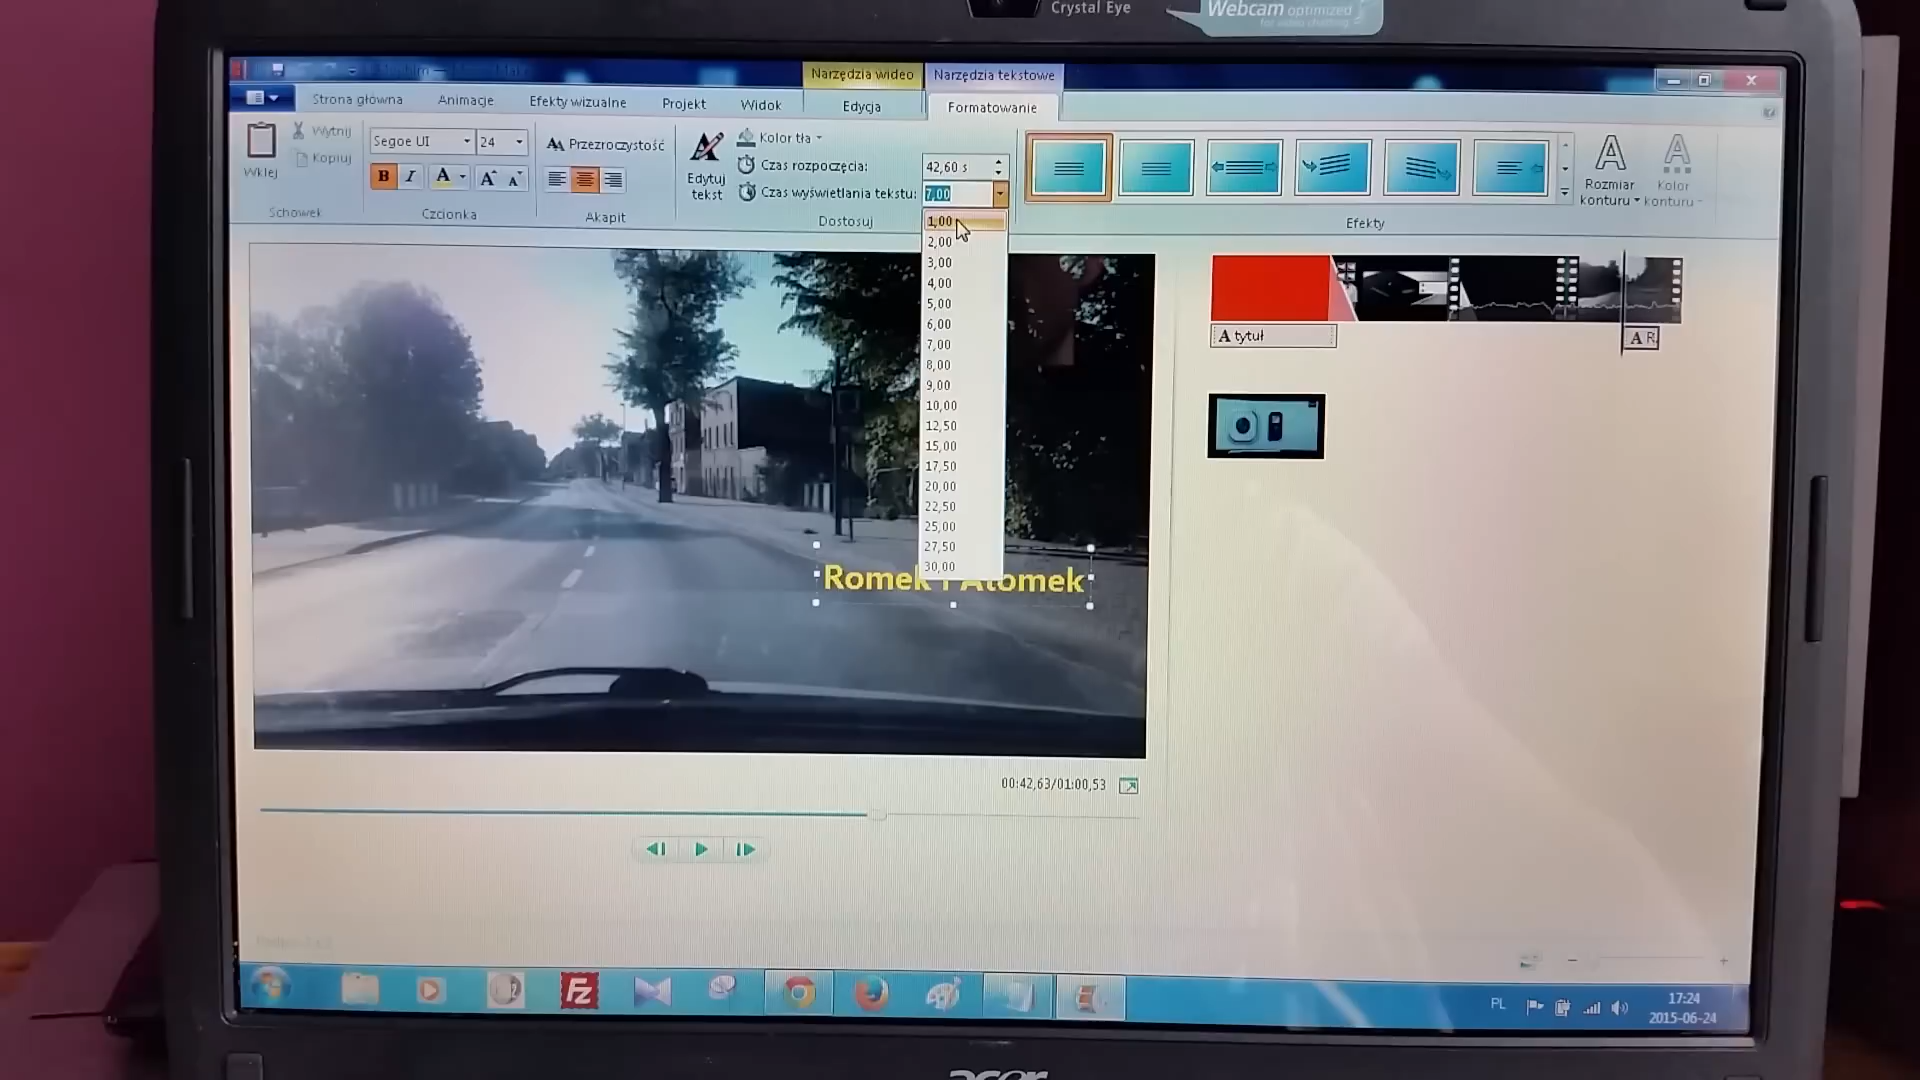 Crystal Eye
Webcam optimized
for video chatting
Narzędzia wideo
Narzędzia tekstowe
Strona główna
Animacje
Efekty wizualne
Projekt
Widok
Edycja
Formatowanie
Wklej
Wytnij
Kopiuj
Schowek
Segoe UI
24
B I A A A
Czcionka
Przezroczystość
Akapit
Edytuj
tekst
Kolor tła
Czas rozpoczęcia:
42,60 s
Czas wyświetlania tekstu:
7,00
Dostosuj
Efekty
Rozmiar
konturu
Kolor
konturu
1,00
2,00
3,00
4,00
5,00
6,00
7,00
8,00
9,00
10,00
12,50
15,00
17,50
20,00
22,50
25,00
27,50
30,00
A tytuł
A R
Romek i Atomek
00:42,63/01:00,53
Fz
PL
17:24
2015-06-24
acer